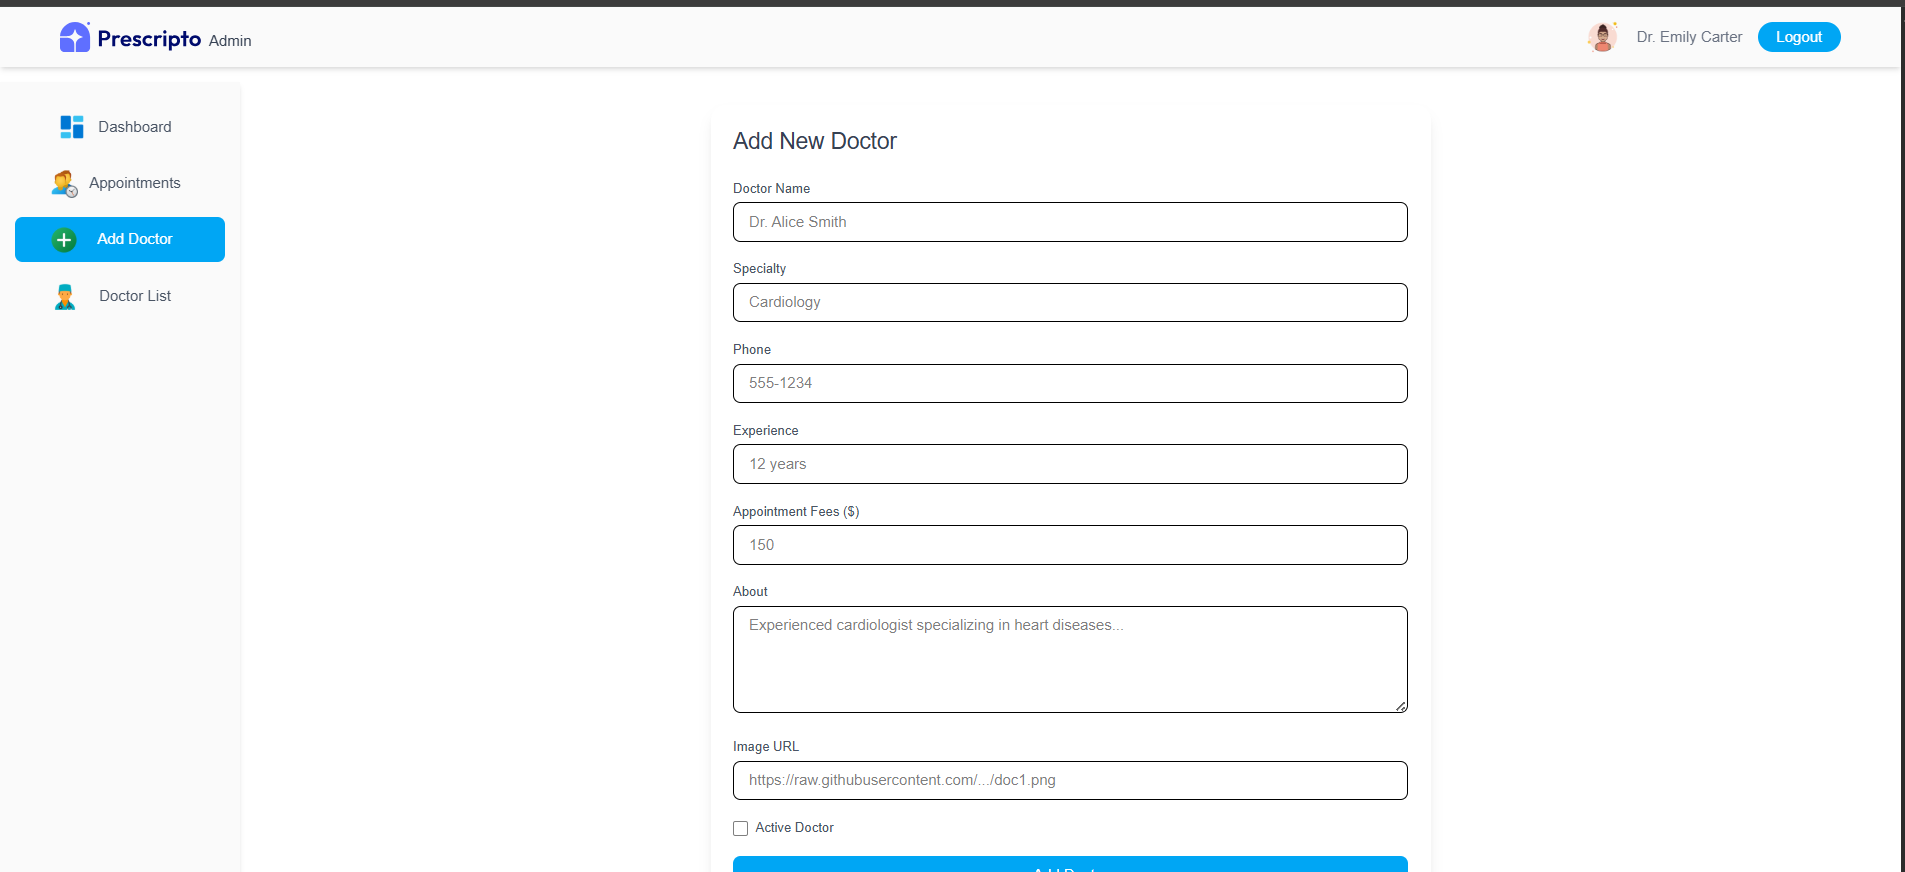 Prescripto Admin
Dr. Emily Carter
Logout
Dashboard
Appointments
Add Doctor
Doctor List
Add New Doctor
Doctor Name
Dr. Alice Smith
Specialty
Cardiology
Phone
555-1234
Experience
12 years
Appointment Fees ($)
150
About
Experienced cardiologist specializing in heart diseases...
Image URL
https://raw.githubusercontent.com/.../doc1.png
Active Doctor